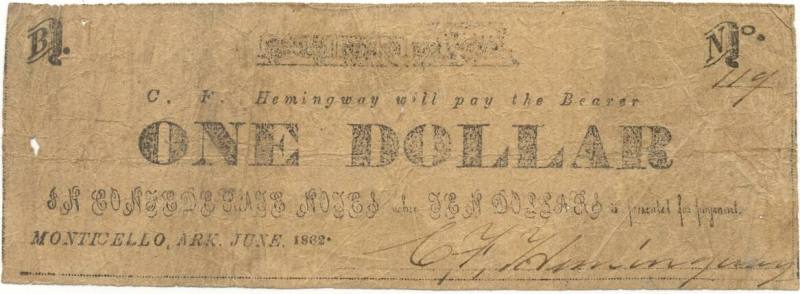 B.
No.
119
C. F. Hemingway will pay the Bearer
ONE DOLLAR
IN CONFEDERATE NOTES when TEN DOLLARS is presented for payment.
MONTICELLO, ARK. JUNE, 1862.
C. F. Hemingway